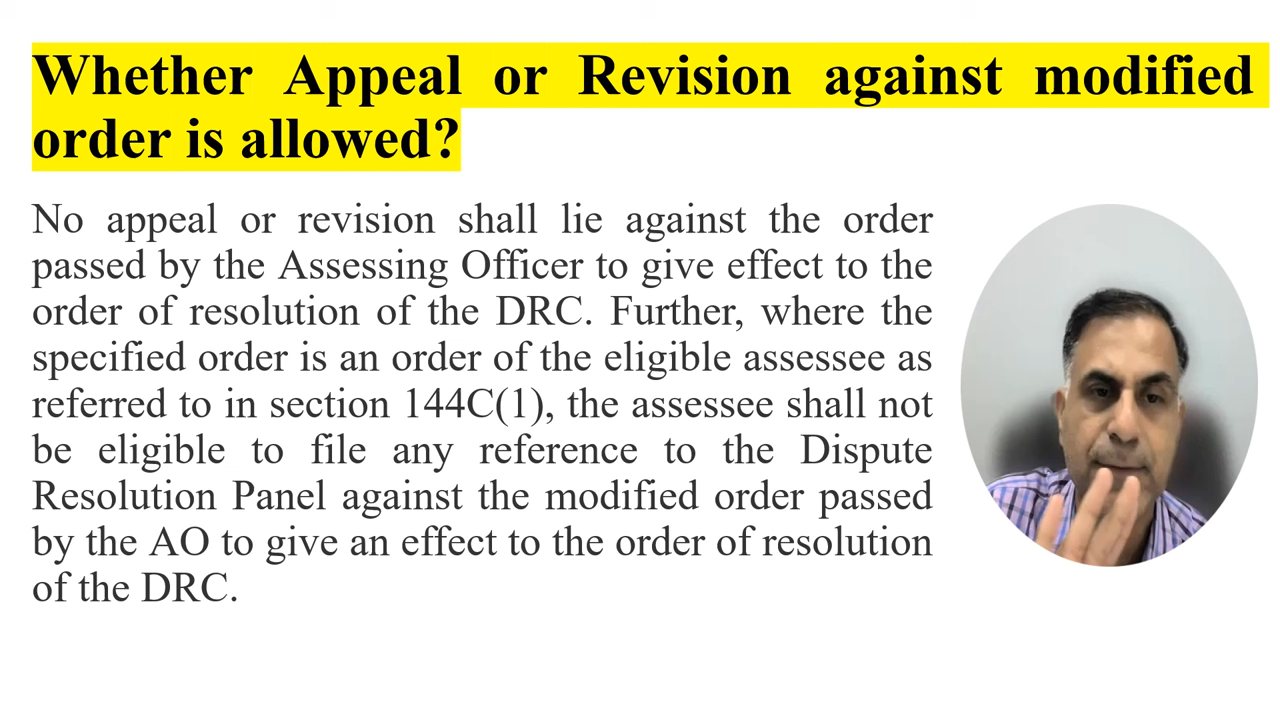 Whether Appeal or Revision against modified
order is allowed?
No appeal or revision shall lie against the order
passed by the Assessing Officer to give effect to the
order of resolution of the DRC. Further, where the
specified order is an order of the eligible assessee as
referred to in section 144C(1), the assessee shall not
be eligible to file any reference to the Dispute
Resolution Panel against the modified order passed
by the AO to give an effect to the order of resolution
of the DRC.